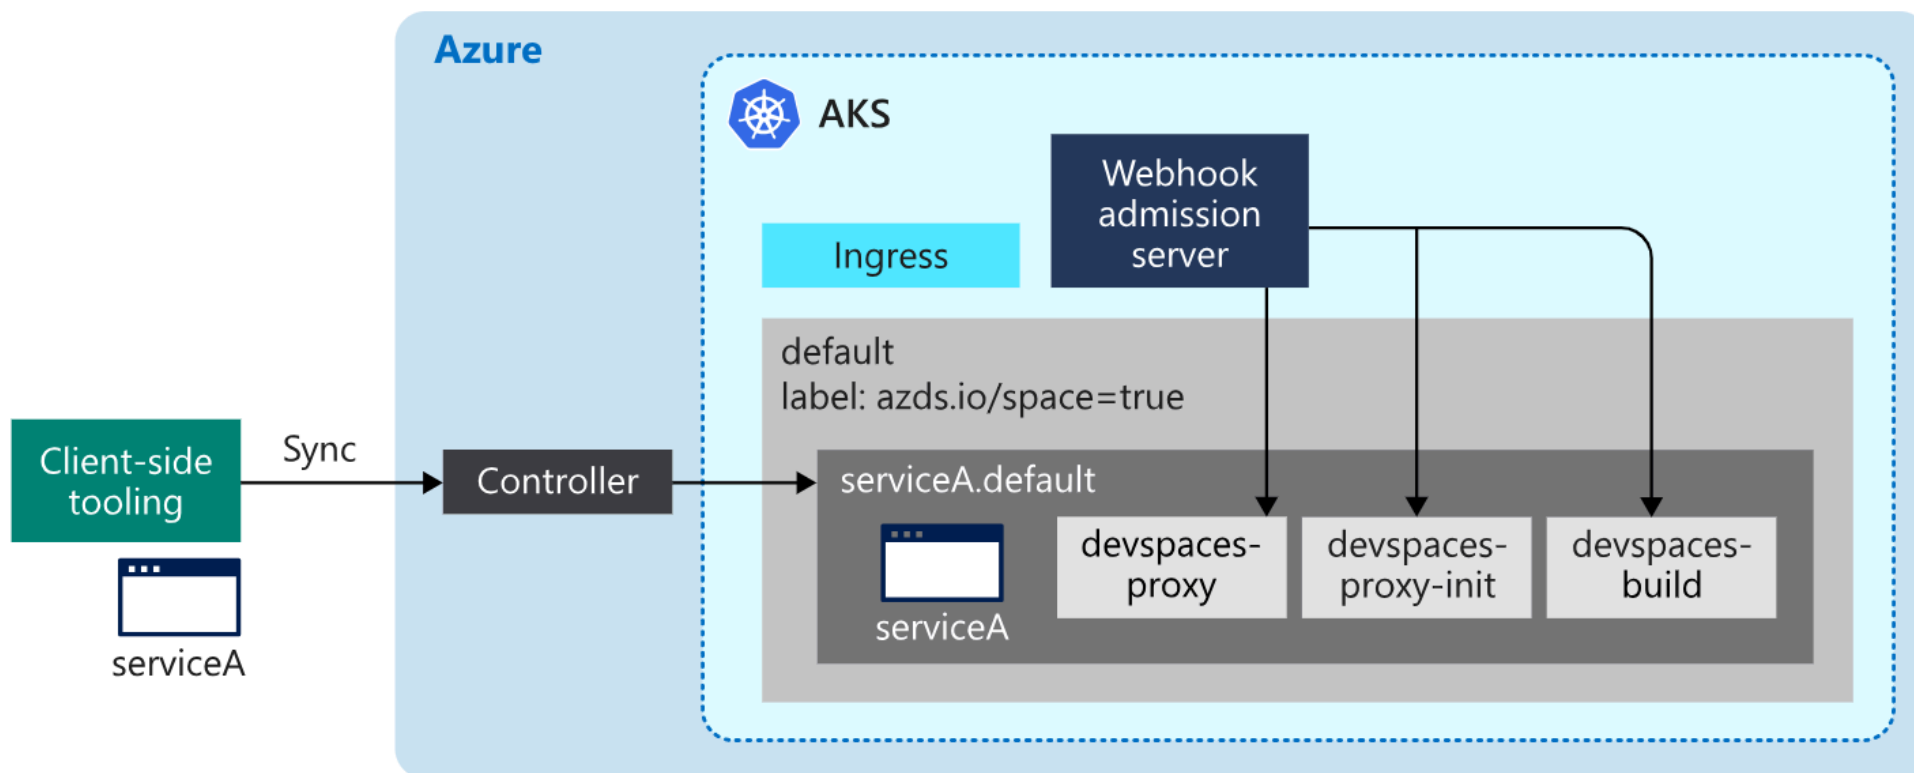 Azure
AKS
Webhook
admission
server
Ingress
default
label: azds.io/space=true
Client-side
tooling
Sync
Controller
serviceA.default
devspaces-
proxy
devspaces-
proxy-init
devspaces-
build
serviceA
serviceA